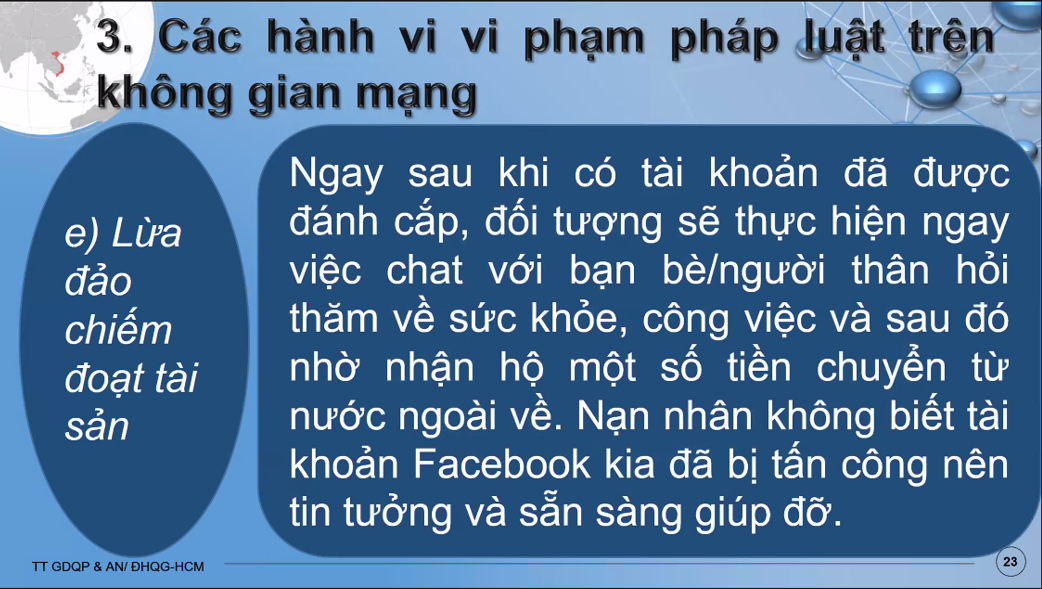 3. Các hành vi vi phạm pháp luật trên
không gian mạng
e) Lừa
đảo
chiếm
đoạt tài
sản
Ngay sau khi có tài khoản đã được
đánh cắp, đối tượng sẽ thực hiện ngay
việc chat với bạn bè/người thân hỏi
thăm về sức khỏe, công việc và sau đó
nhờ nhận hộ một số tiền chuyển từ
nước ngoài về. Nạn nhân không biết tài
khoản Facebook kia đã bị tấn công nên
tin tưởng và sẵn sàng giúp đỡ.
TT GDQP & AN/ ĐHQG-HCM
23